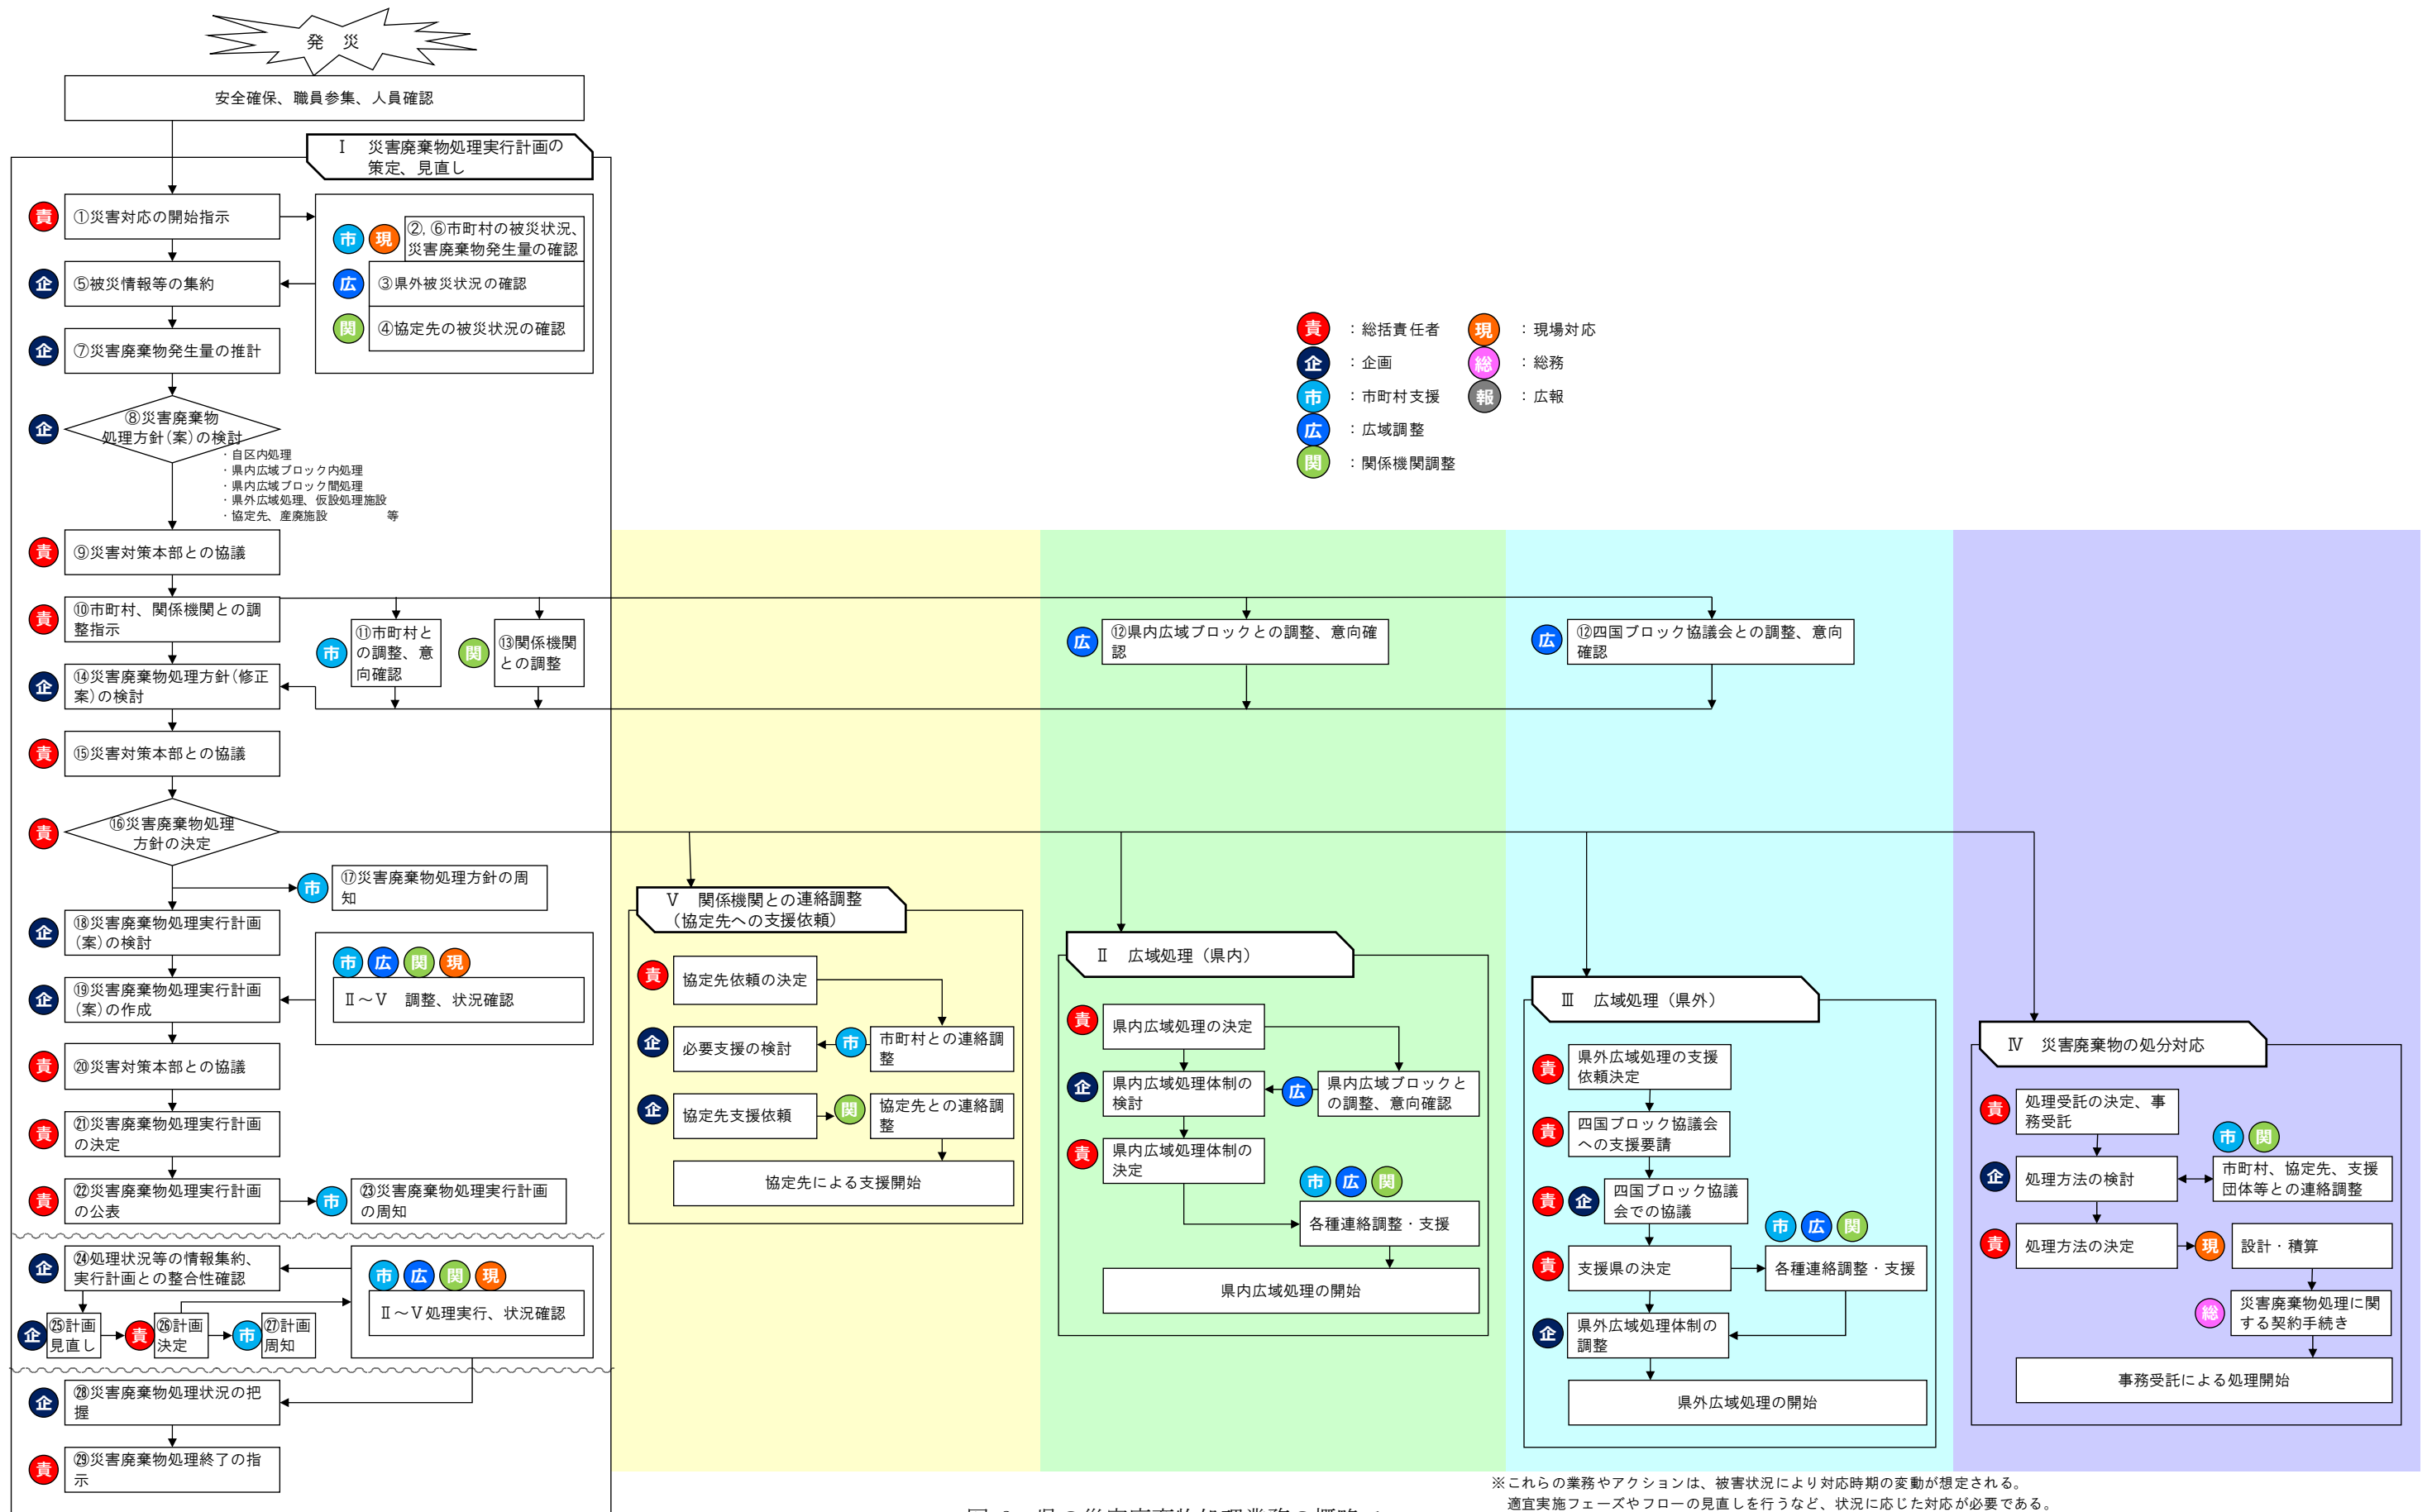 発 災
安全確保、職員参集、人員確認
Ⅰ 災害廃棄物処理実行計画の
策定、見直し
責
①災害対応の開始指示
市 現
②,⑥市町村の被災状況、
災害廃棄物発生量の確認
企
⑤被災情報等の集約
広
③県外被災状況の確認
関
④協定先の被災状況の確認
企
⑦災害廃棄物発生量の推計
企
⑧災害廃棄物
処理方針(案)の検討
・自区内処理
・県内広域ブロック内処理
・県内広域ブロック間処理
・県外広域処理、仮設処理施設
・協定先、産廃施設 等
責 :総括責任者
現 :現場対応
企 :企画
総 :総務
市 :市町村支援
報 :広報
広 :広域調整
関 :関係機関調整
責
⑨災害対策本部との協議
責
⑩市町村、関係機関との調
整指示
市
⑪市町村と
の調整、意
向確認
関
⑬関係機関
との調整
広
⑫県内広域ブロックとの調整、意向確
認
広
⑫四国ブロック協議会との調整、意向
確認
企
⑭災害廃棄物処理方針(修正
案)の検討
責
⑮災害対策本部との協議
責
⑯災害廃棄物処理
方針の決定
市
⑰災害廃棄物処理方針の周
知
企
⑱災害廃棄物処理実行計画
(案)の検討
市 広 関 現
Ⅱ～Ⅴ 調整、状況確認
企
⑲災害廃棄物処理実行計画
(案)の作成
責
⑳災害対策本部との協議
責
㉑災害廃棄物処理実行計画
の決定
責
㉒災害廃棄物処理実行計画
の公表
市
㉓災害廃棄物処理実行計画
の周知
企
㉔処理状況等の情報集約、
実行計画との整合性確認
市 広 関 現
Ⅱ～Ⅴ処理実行、状況確認
企
㉕計画
見直し
責
㉖計画
決定
市
㉗計画
周知
企
㉘災害廃棄物処理状況の把
握
責
㉙災害廃棄物処理終了の指
示
Ⅴ 関係機関との連絡調整
(協定先への支援依頼)
責
協定先依頼の決定
企
必要支援の検討
市
市町村との連絡調
整
企
協定先支援依頼
関
協定先との連絡調
整
協定先による支援開始
Ⅱ 広域処理(県内)
責
県内広域処理の決定
企
県内広域処理体制の
検討
広
県内広域ブロックと
の調整、意向確認
責
県内広域処理体制の
決定
市 広 関
各種連絡調整・支援
県内広域処理の開始
Ⅲ 広域処理(県外)
責
県外広域処理の支援
依頼決定
責
四国ブロック協議会
への支援要請
責 企
四国ブロック協議
会での協議
市 広 関
責
支援県の決定
各種連絡調整・支援
企
県外広域処理体制の
調整
県外広域処理の開始
Ⅳ 災害廃棄物の処分対応
責
処理受託の決定、事
務受託
市 関
企
処理方法の検討
市町村、協定先、支援
団体等との連絡調整
責
処理方法の決定
現
設計・積算
総
災害廃棄物処理に関
する契約手続き
事務受託による処理開始
※これらの業務やアクションは、被害状況により対応時期の変動が想定される。
適宜実施フェーズやフローの見直しを行うなど、状況に応じた対応が必要である。